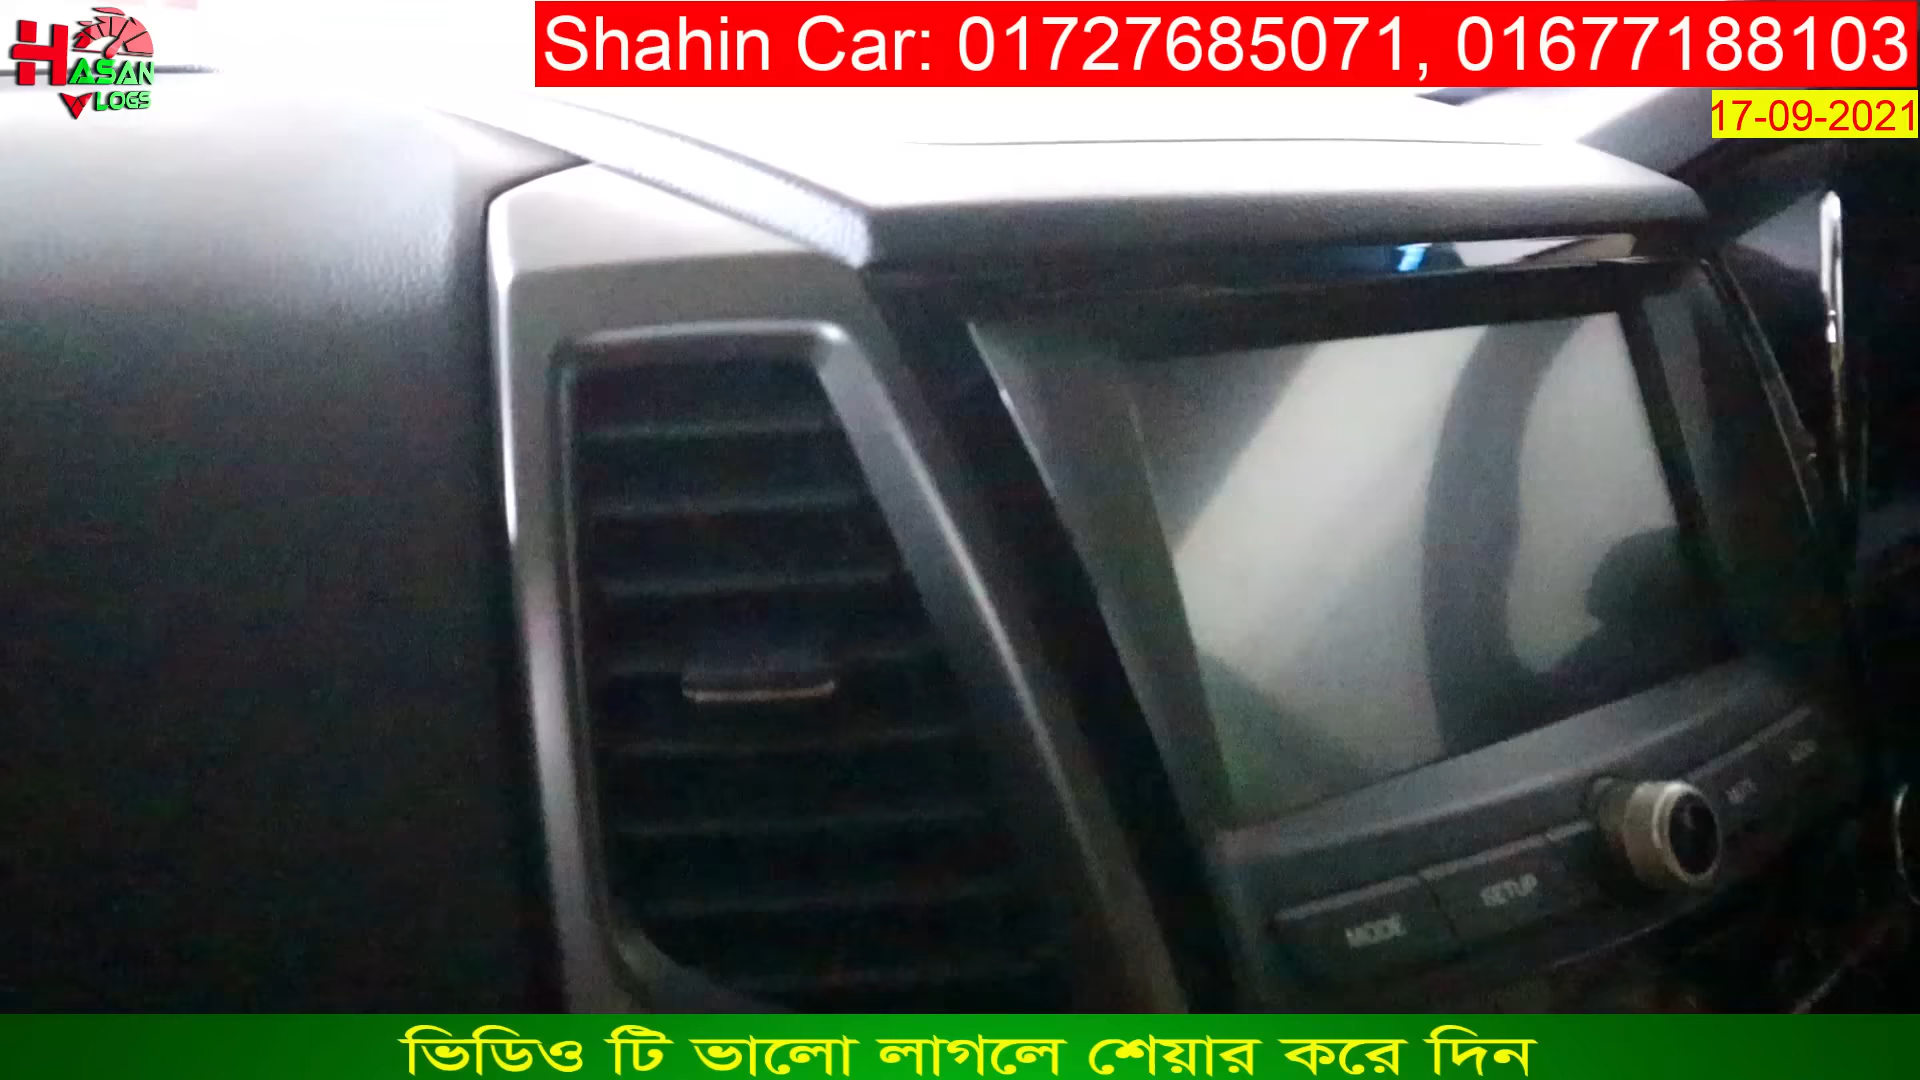 HASAN
VLOGS
Shahin Car: 01727685071, 01677188103
17-09-2021
MODE
SETUP
ভিডিও টি ভালো লাগলে শেয়ার করে দিন